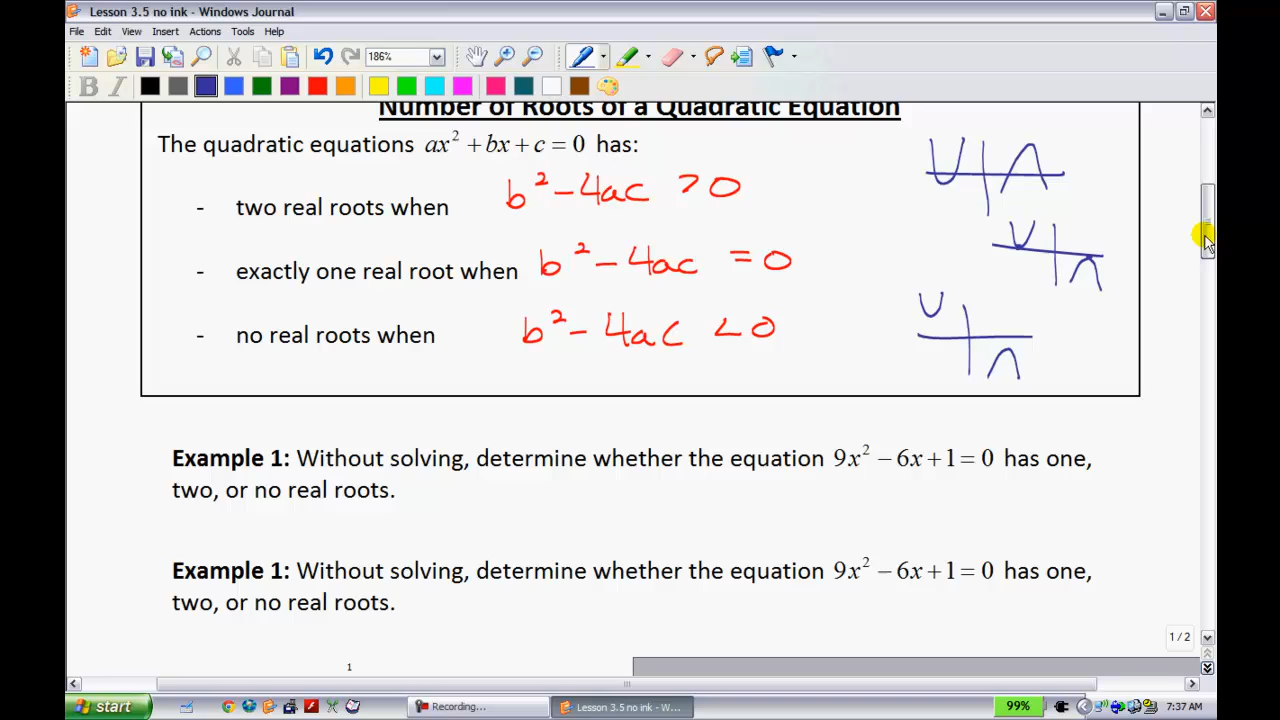 Lesson 3.5 no ink - Windows Journal
File Edit View Insert Actions Tools Help
186%
B I
Number of Roots of a Quadratic Equation
The quadratic equations ax² + bx + c = 0 has:
- two real roots when b² - 4ac > 0
- exactly one real root when b² - 4ac = 0
- no real roots when b² - 4ac < 0
Example 1: Without solving, determine whether the equation 9x² − 6x + 1 = 0 has one,
two, or no real roots.
Example 1: Without solving, determine whether the equation 9x² − 6x + 1 = 0 has one,
two, or no real roots.
1 / 2
1
start Recording... Lesson 3.5 no ink - W... 99% 7:37 AM